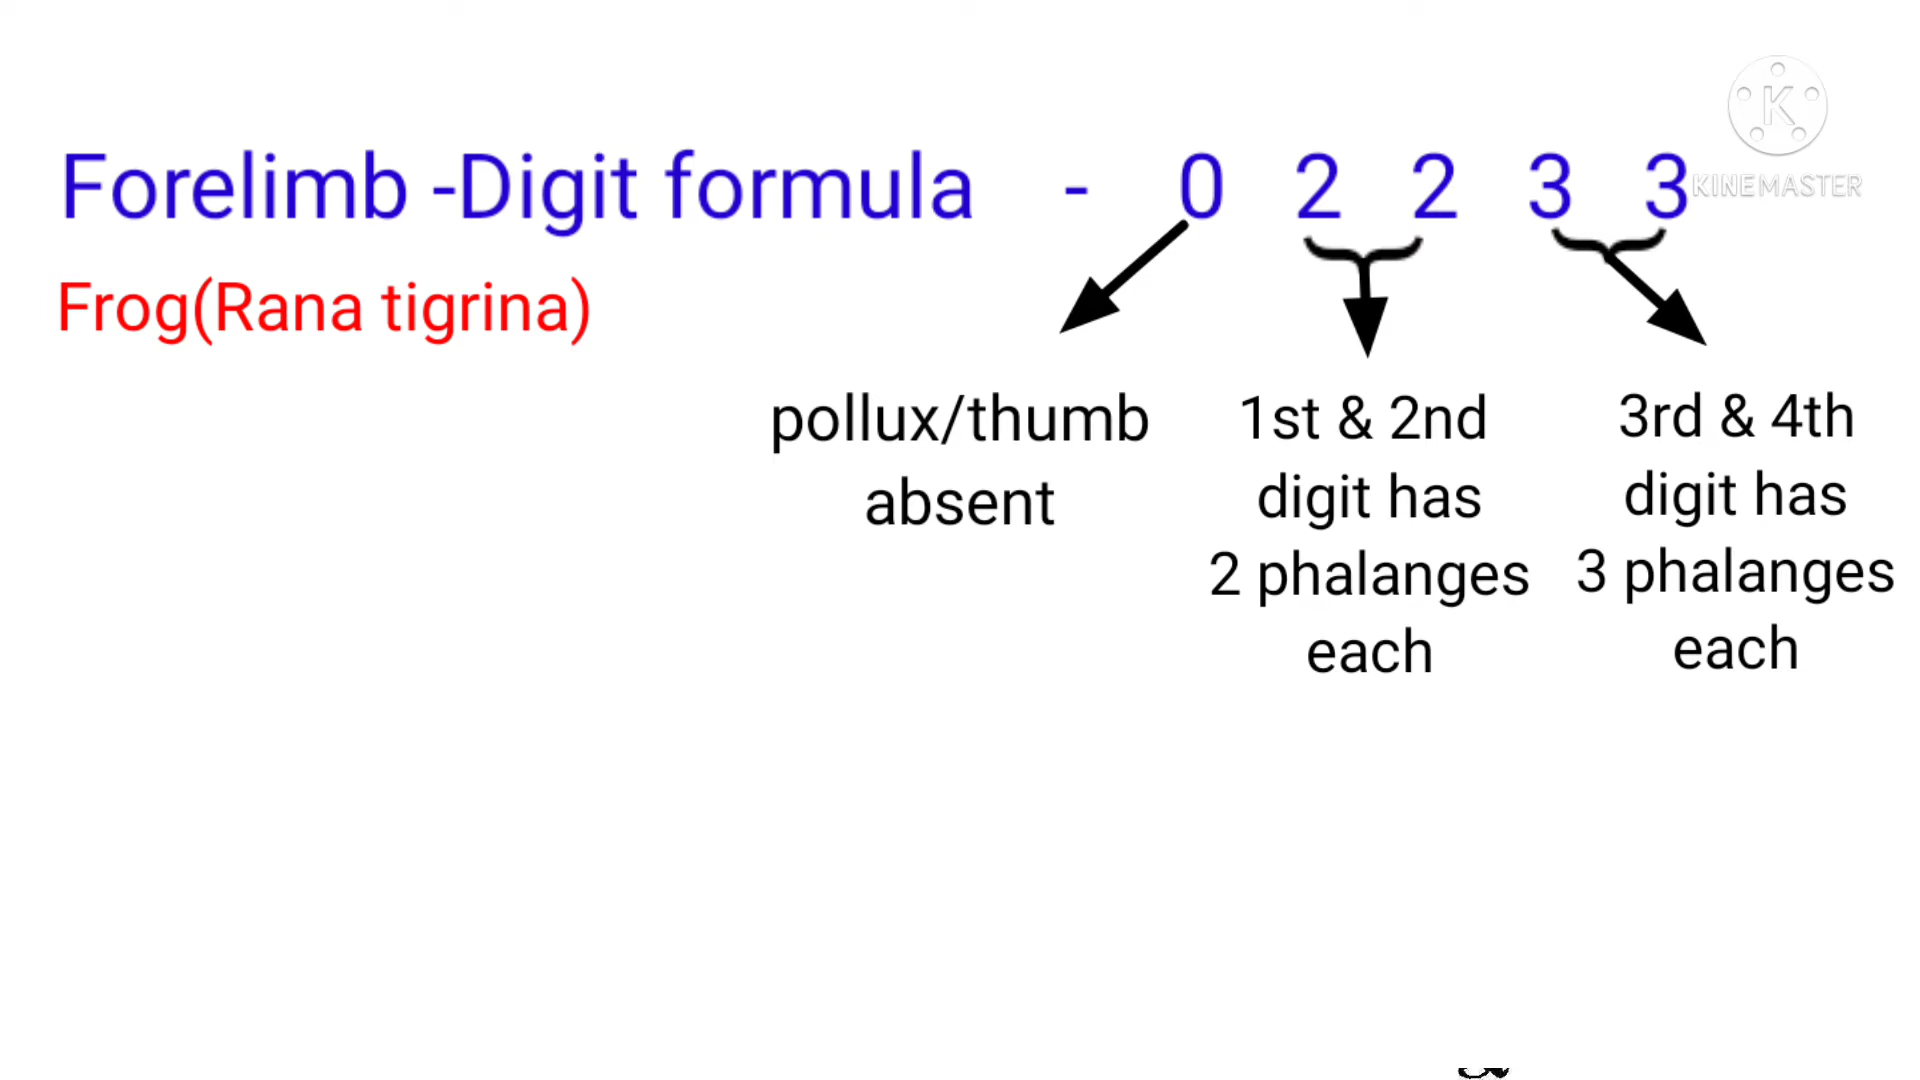 Forelimb -Digit formula - 0 2 2 3 3
K
KINEMASTER
Frog(Rana tigrina)
pollux/thumb
absent
1st & 2nd
digit has
2 phalanges
each
3rd & 4th
digit has
3 phalanges
each